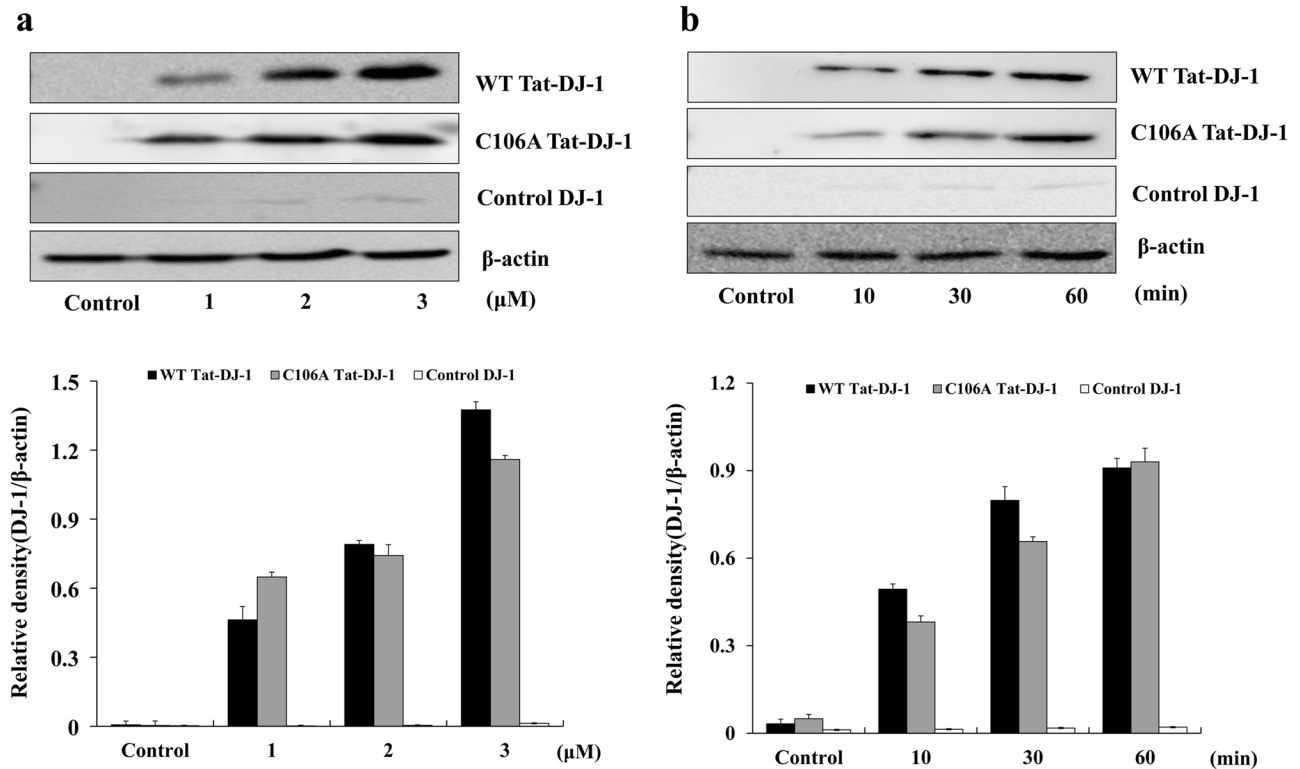 a
WT Tat-DJ-1
C106A Tat-DJ-1
Control DJ-1
β-actin
Control 1 2 3 (μM)
WT Tat-DJ-1 C106A Tat-DJ-1 Control DJ-1
Relative density(DJ-1/β-actin)
1.5
1.2
0.9
0.6
0.3
0
Control 1 2 3 (μM)
b
WT Tat-DJ-1
C106A Tat-DJ-1
Control DJ-1
β-actin
Control 10 30 60 (min)
WT Tat-DJ-1 C106A Tat-DJ-1 Control DJ-1
Relative density(DJ-1/β-actin)
1.2
0.9
0.6
0.3
0
Control 10 30 60 (min)